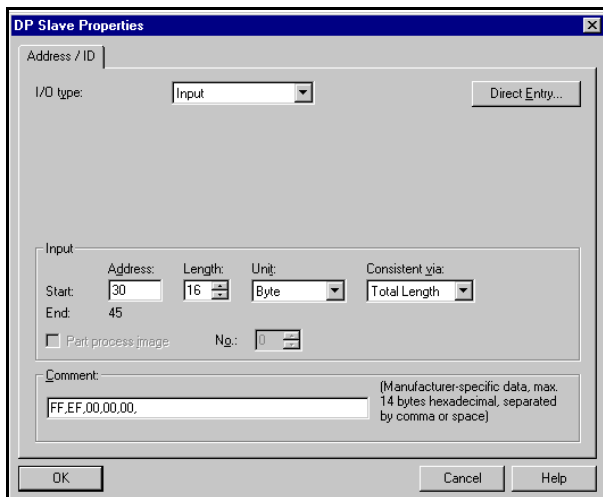 DP Slave Properties
Address / ID
I/O type: Input Direct Entry...
Input
Address: Length: Unit: Consistent via:
Start: 30 16 Byte Total Length
End: 45
Part process image No.: 0
Comment:
FF,EF,00,00,00,
(Manufacturer-specific data, max.
14 bytes hexadecimal, separated
by comma or space)
OK Cancel Help